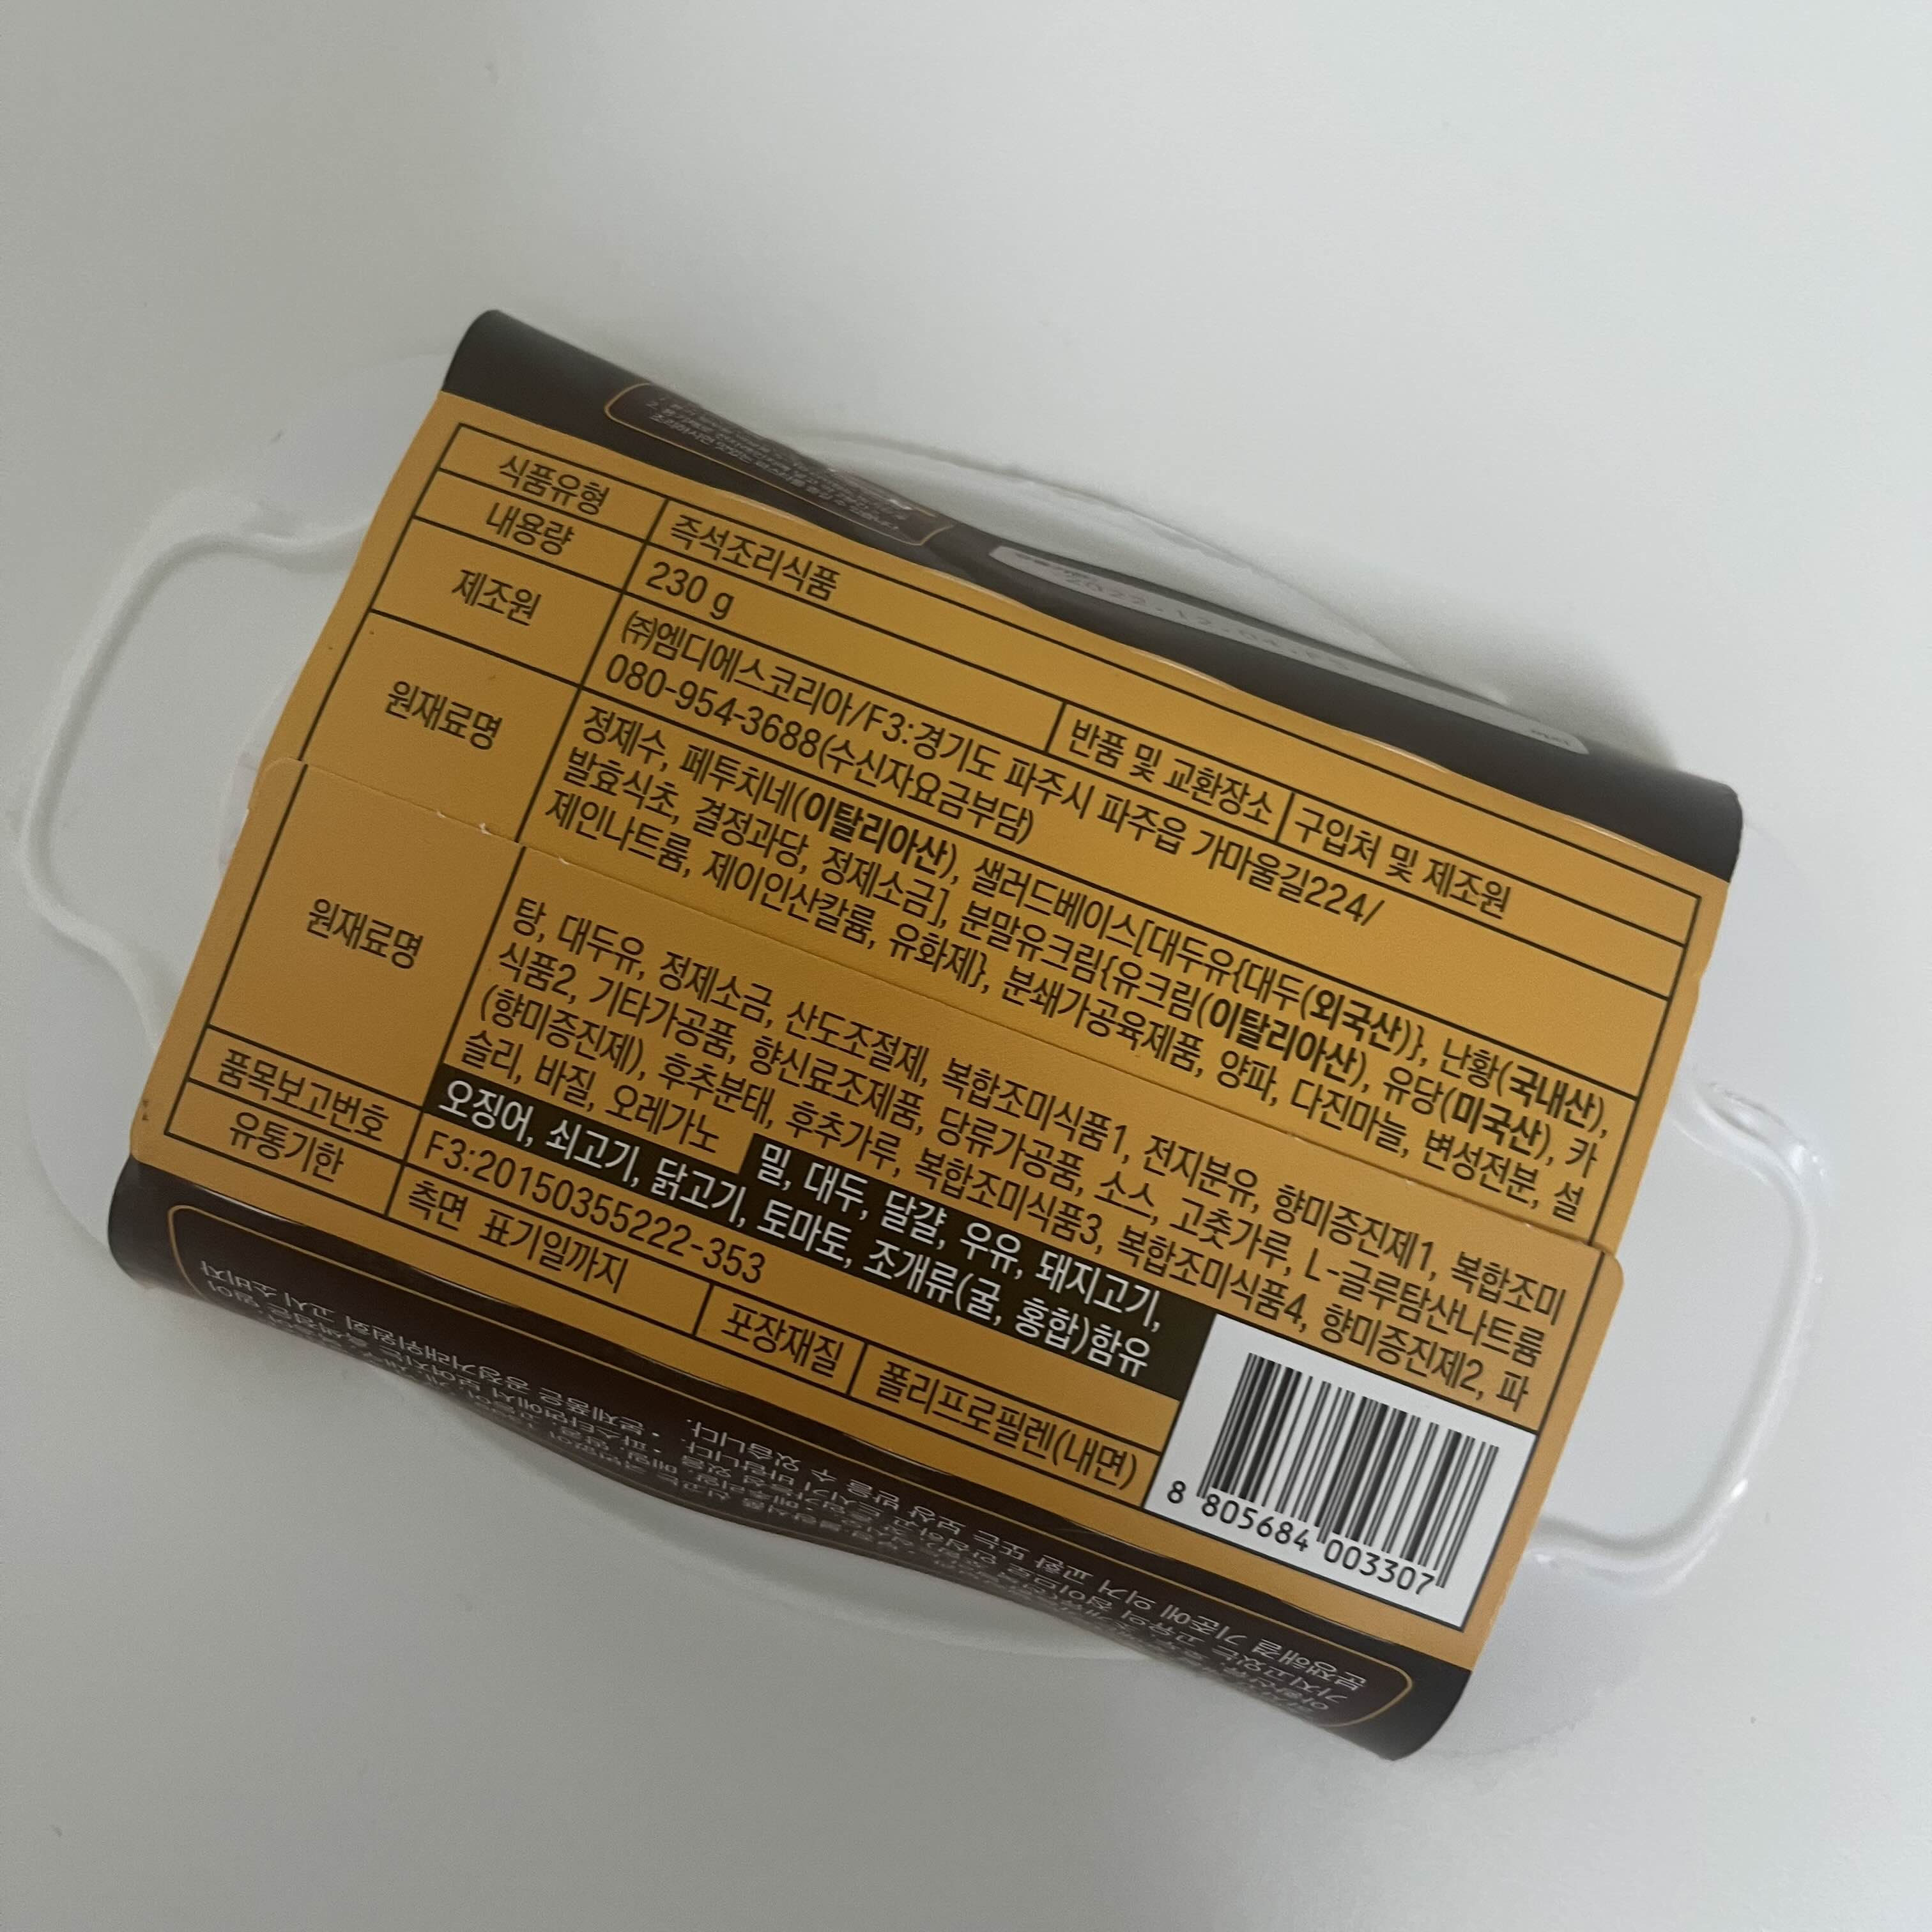 식품유형
즉석조리식품
내용량
230 g
반품 및 교환장소
구입처 및 제조원
제조원
㈜엠디에스코리아/F3:경기도 파주시 파주읍 가마울길224/
080-954-3688(수신자요금부담)
원재료명
정제수, 페투치네(이탈리아산), 샐러드베이스[대두유{대두(외국산)}, 난황(국내산),
발효식초, 결정과당, 정제소금], 분말유크림{유크림(이탈리아산), 유당(미국산), 카
제인나트륨, 제이인산칼륨, 유화제}, 분쇄가공육제품, 양파, 다진마늘, 변성전분, 설
원재료명
탕, 대두유, 정제소금, 산도조절제, 복합조미식품1, 전지분유, 향미증진제1, 복합조미
식품2, 기타가공품, 향신료조제품, 당류가공품, 소스, 고춧가루, L-글루탐산나트륨
(향미증진제), 후추분태, 후추가루, 복합조미식품3, 복합조미식품4, 향미증진제2, 파
슬리, 바질, 오레가노
밀, 대두, 달걀, 우유, 돼지고기,
오징어, 쇠고기, 닭고기, 토마토, 조개류(굴, 홍합)함유
품목보고번호
F3:20150355222-353
유통기한
측면 표기일까지
포장재질
폴리프로필렌(내면)
8 805684 003307